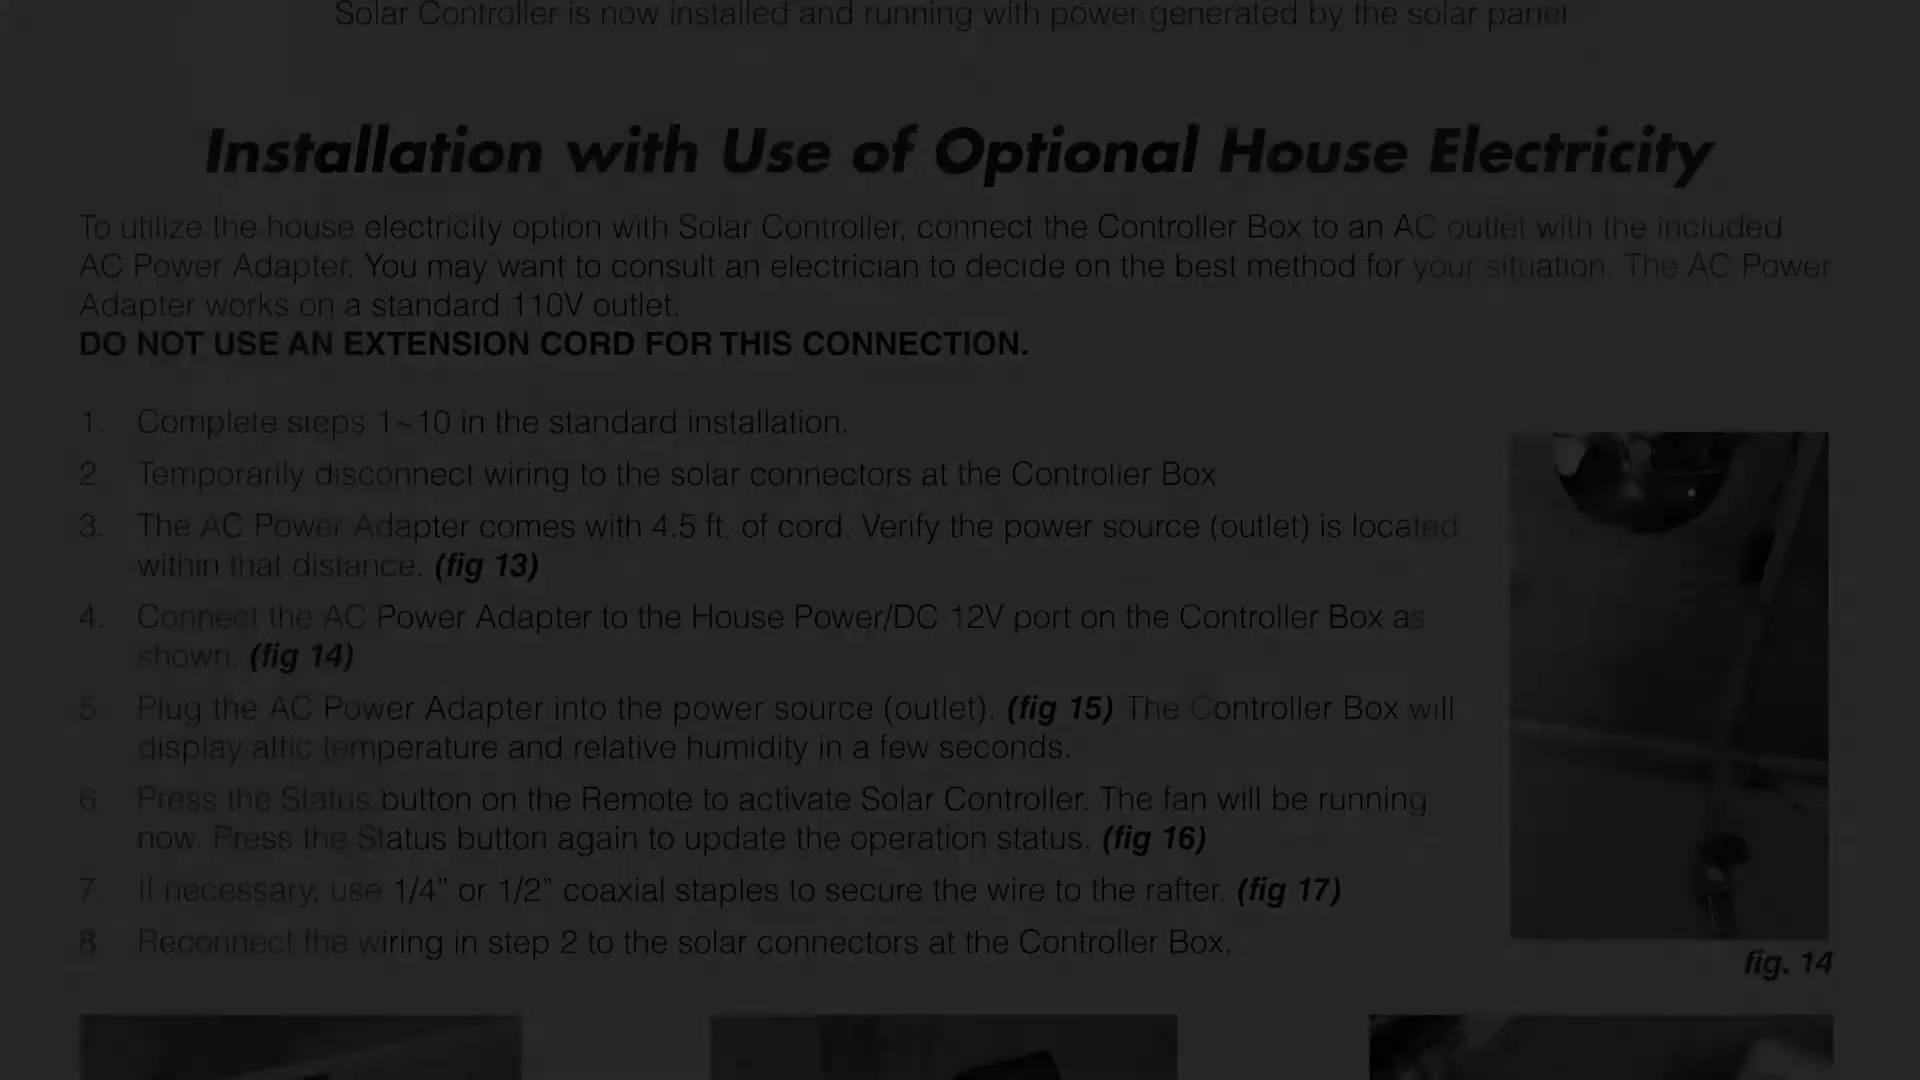 Solar Controller is now installed and running with power generated by the solar panel
Installation with Use of Optional House Electricity
To utilize the house electricity option with Solar Controller, connect the Controller Box to an AC outlet with the included
AC Power Adapter. You may want to consult an electrician to decide on the best method for your situation. The AC Power
Adapter works on a standard 110V outlet.
DO NOT USE AN EXTENSION CORD FOR THIS CONNECTION.
1. Complete steps 1~10 in the standard installation.
2 Temporarily disconnect wiring to the solar connectors at the Controller Box
3. The AC Power Adapter comes with 4.5 ft. of cord. Verify the power source (outlet) is located
within that distance. (fig 13)
4. Connect the AC Power Adapter to the House Power/DC 12V port on the Controller Box as
shown. (fig 14)
5 Plug the AC Power Adapter into the power source (outlet). (fig 15) The Controller Box will
display attic temperature and relative humidity in a few seconds.
6 Press the Status button on the Remote to activate Solar Controller. The fan will be running
now. Press the Status button again to update the operation status. (fig 16)
7. If necessary, use 1/4” or 1/2” coaxial staples to secure the wire to the rafter. (fig 17)
8. Reconnect the wiring in step 2 to the solar connectors at the Controller Box.
fig. 14